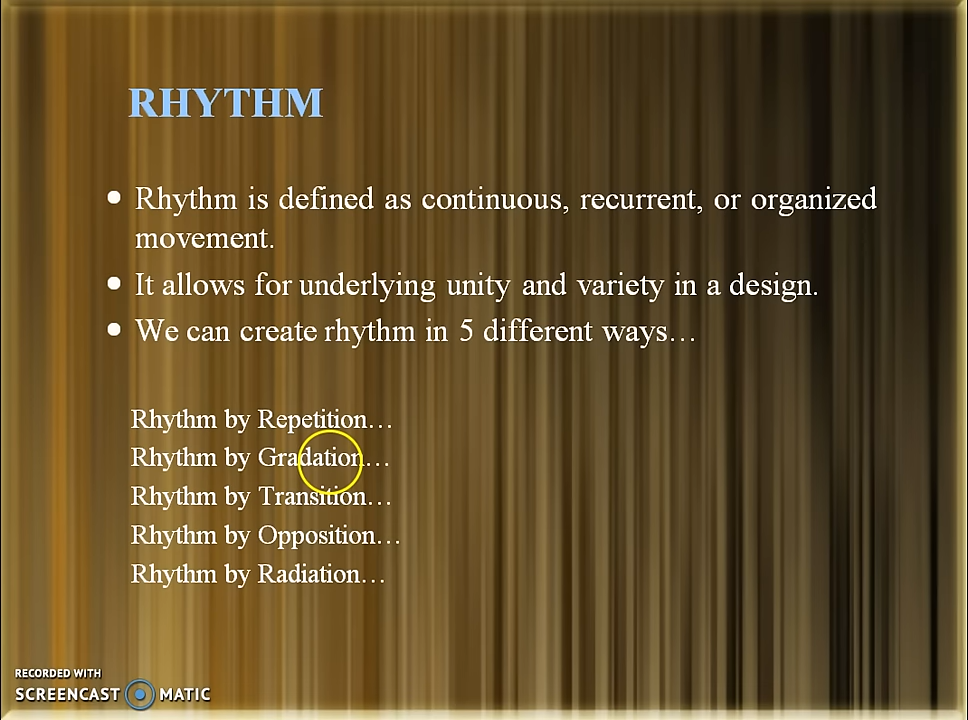 RHYTHM
• Rhythm is defined as continuous, recurrent, or organized
movement.
• It allows for underlying unity and variety in a design.
• We can create rhythm in 5 different ways…
Rhythm by Repetition…
Rhythm by Gradation…
Rhythm by Transition…
Rhythm by Opposition…
Rhythm by Radiation…
RECORDED WITH
SCREENCAST MATIC